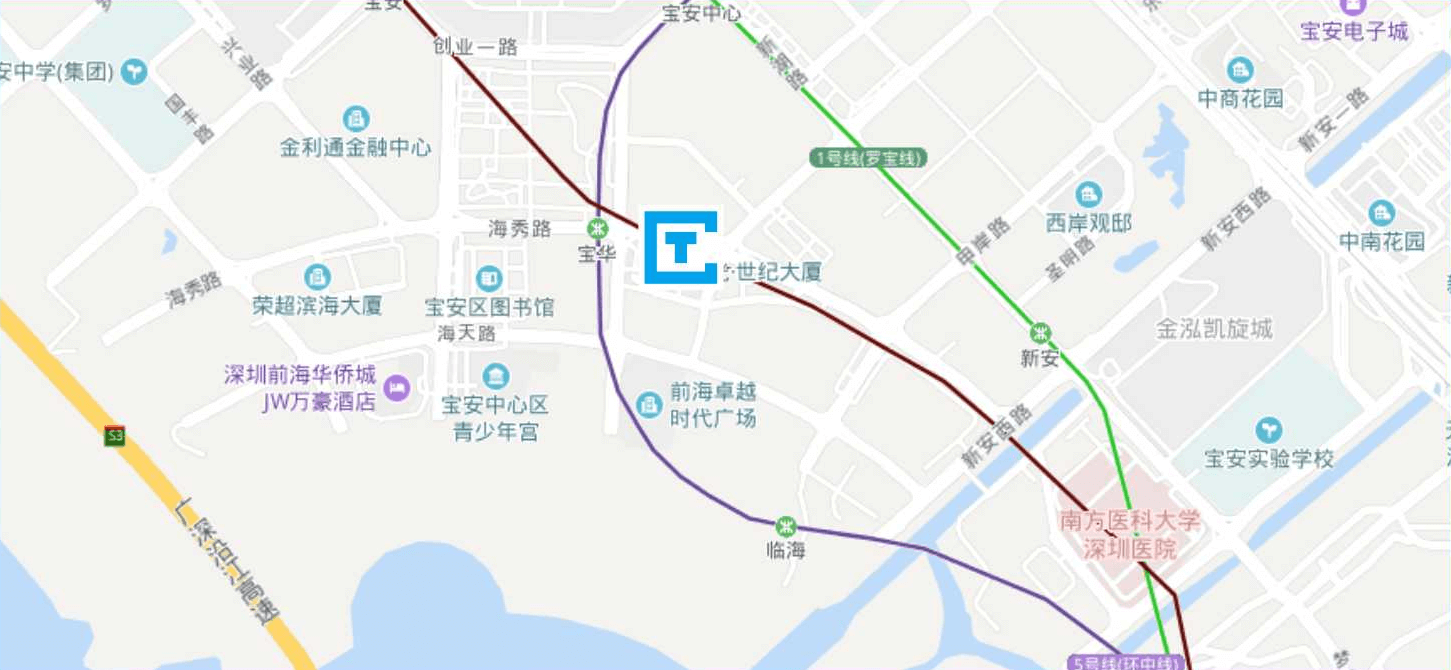 宝安
宝安中心
宝安电子城
创业一路
新湖路
兴业路
安中学(集团)
中商花园
国丰路
新安一路
金利通金融中心
1号线(罗宝线)
西岸观邸
新安西路
海秀路
甲岸路
中南花园
宝华
圣明路
T
世纪大厦
海秀路
荣超滨海大厦
宝安区图书馆
金泓凯旋城
海天路
新安
深圳前海华侨城
JW万豪酒店
前海卓越
时代广场
宝安中心区
青少年宫
新安西路
S3
宝安实验学校
广深沿江高速
南方医科大学
深圳医院
临海
5号线(环中线)
梦